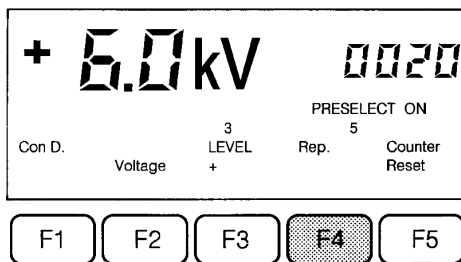 + 6.0 kV 0020
PRESELECT ON
3 5
Con D. LEVEL Rep. Counter
Voltage + Reset
F1 F2 F3 F4 F5